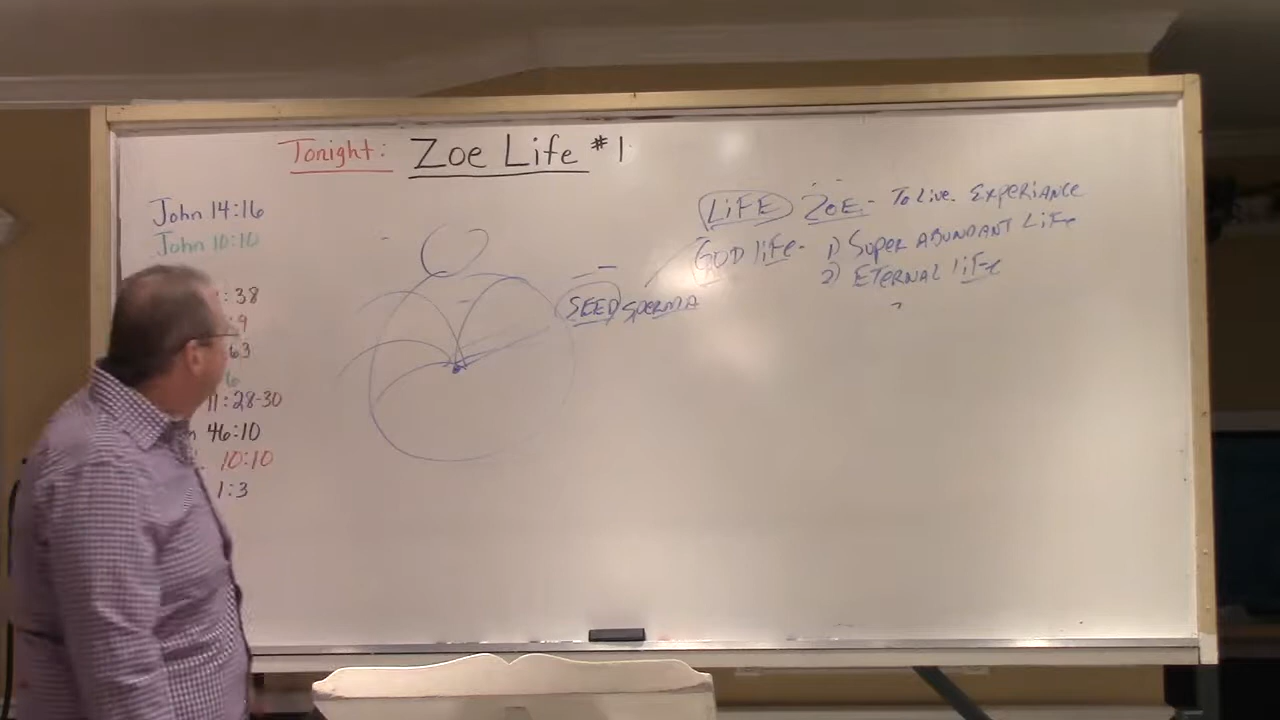 Tonight: Zoe Life #1
John 14:16
John 10:10
:38
:9
63
6
11:28-30
46:10
10:10
1:3
SEED SPERMA
LIFE ZOE - To Live. EXPERIANCE
GOD LIFE - 1) SUPER ABUNDANT LIFE
2) ETERNAL LIFE